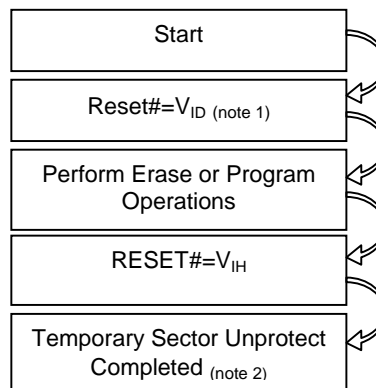 Start
Reset#=VID (note 1)
Perform Erase or Program
Operations
RESET#=VIH
Temporary Sector Unprotect
Completed (note 2)